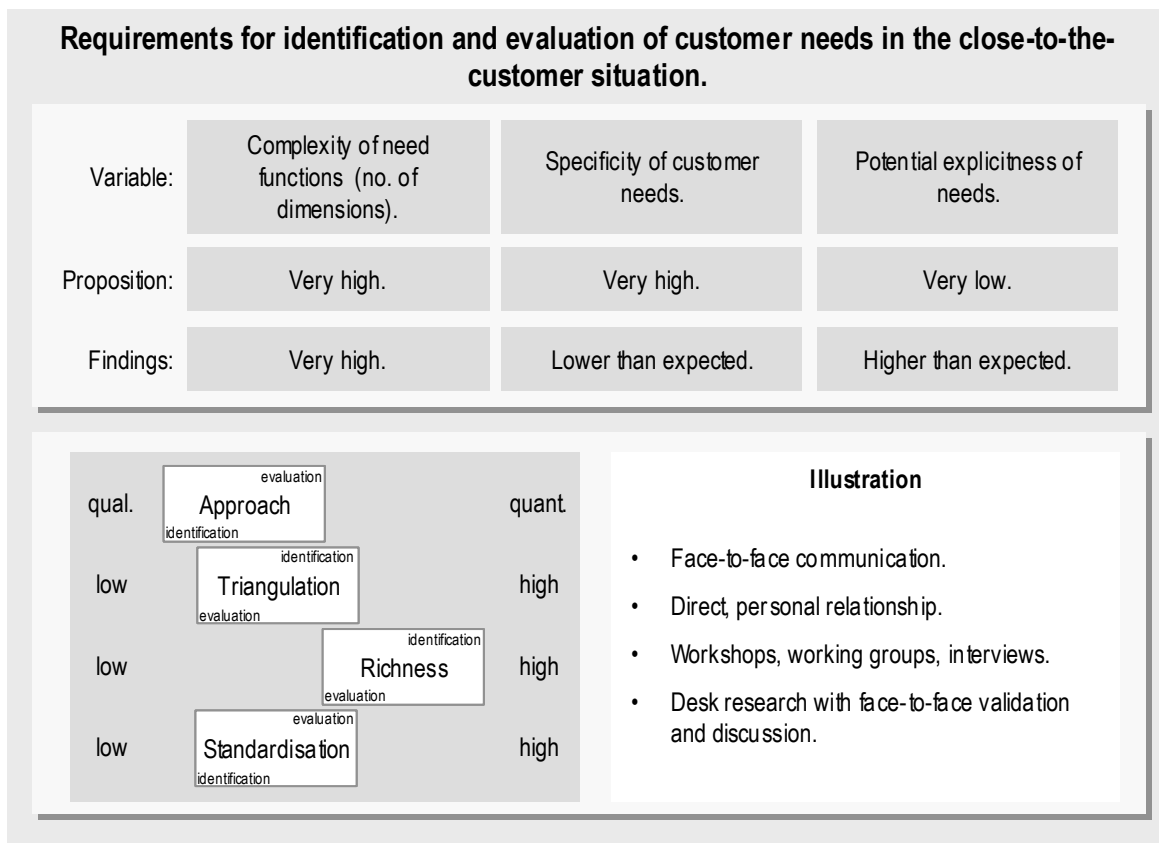 Requirements for identification and evaluation of customer needs in the close-to-the-
customer situation.
Variable:
Complexity of need
functions (no. of
dimensions).
Specificity of customer
needs.
Potential explicitness of
needs.
Proposition:
Very high.
Very high.
Very low.
Findings:
Very high.
Lower than expected.
Higher than expected.
qual.
evaluation
Approach
identification
quant.
low
identification
Triangulation
evaluation
high
low
identification
Richness
evaluation
high
low
evaluation
Standardisation
identification
high
Illustration
• Face-to-face communication.
• Direct, personal relationship.
• Workshops, working groups, interviews.
• Desk research with face-to-face validation
and discussion.